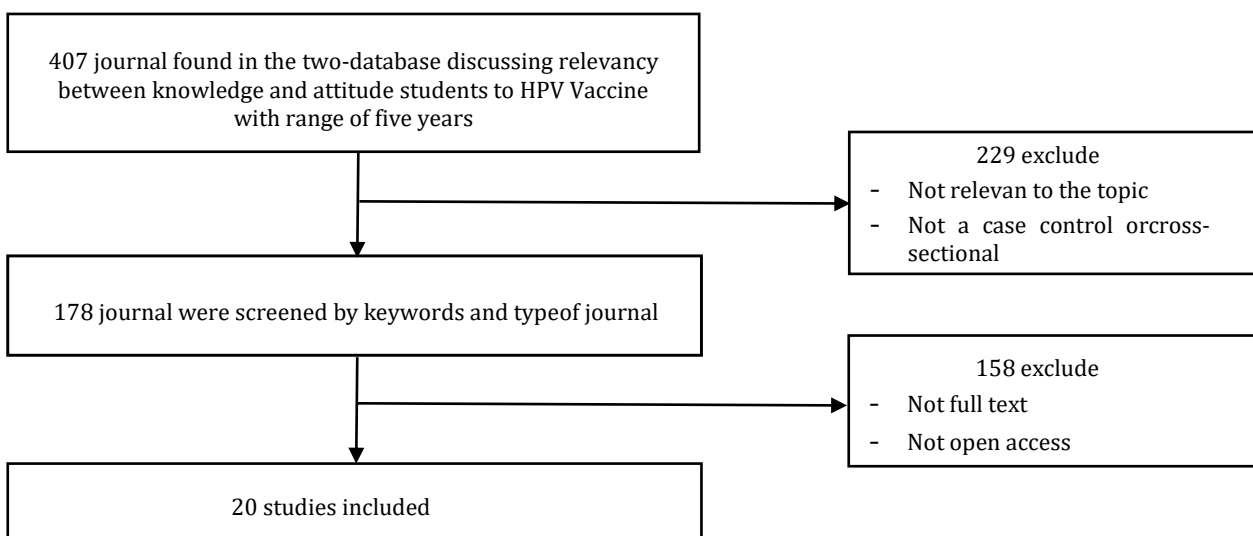 407 journal found in the two-database discussing relevancy
between knowledge and attitude students to HPV Vaccine
with range of five years
229 exclude
- Not relevan to the topic
- Not a case control orcross-
sectional
178 journal were screened by keywords and typeof journal
158 exclude
- Not full text
- Not open access
20 studies included